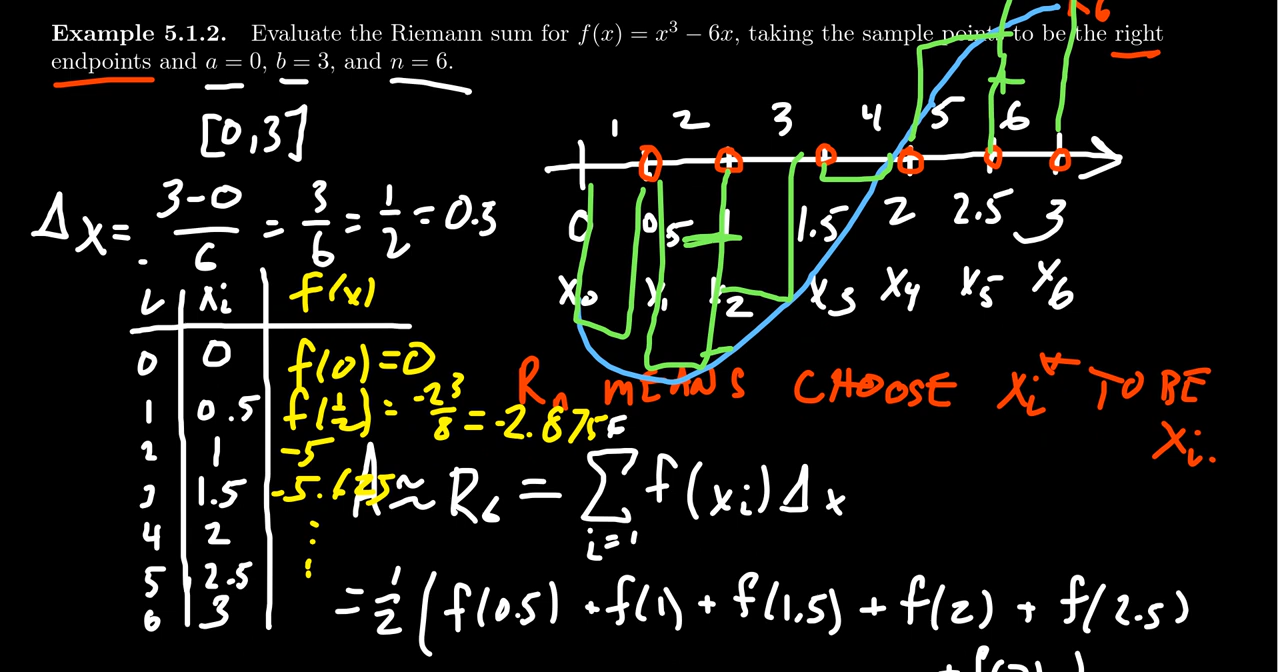 Example 5.1.2. Evaluate the Riemann sum for f(x) = x³ − 6x, taking the sample points to be the right
endpoints and a = 0, b = 3, and n = 6.
R6
[0,3]
1 2 3 4 5 6
Δx = (3-0)/6 = 3/6 = 1/2 = 0.5
0 0.5 1 1.5 2 2.5 3
x0 x1 x2 x3 x4 x5 x6
i xi f(x)
0 0 f(0)=0
1 0.5 f(1/2) = -23/8 = -2.875
2 1 -5
3 1.5 -5.625
4 2
5 2.5
6 3
Rn MEANS CHOOSE xi* TO BE
xi.
A ≈ R6 = Σ i=1 f(xi)Δx
= 1/2 (f(0.5) + f(1) + f(1.5) + f(2) + f(2.5)